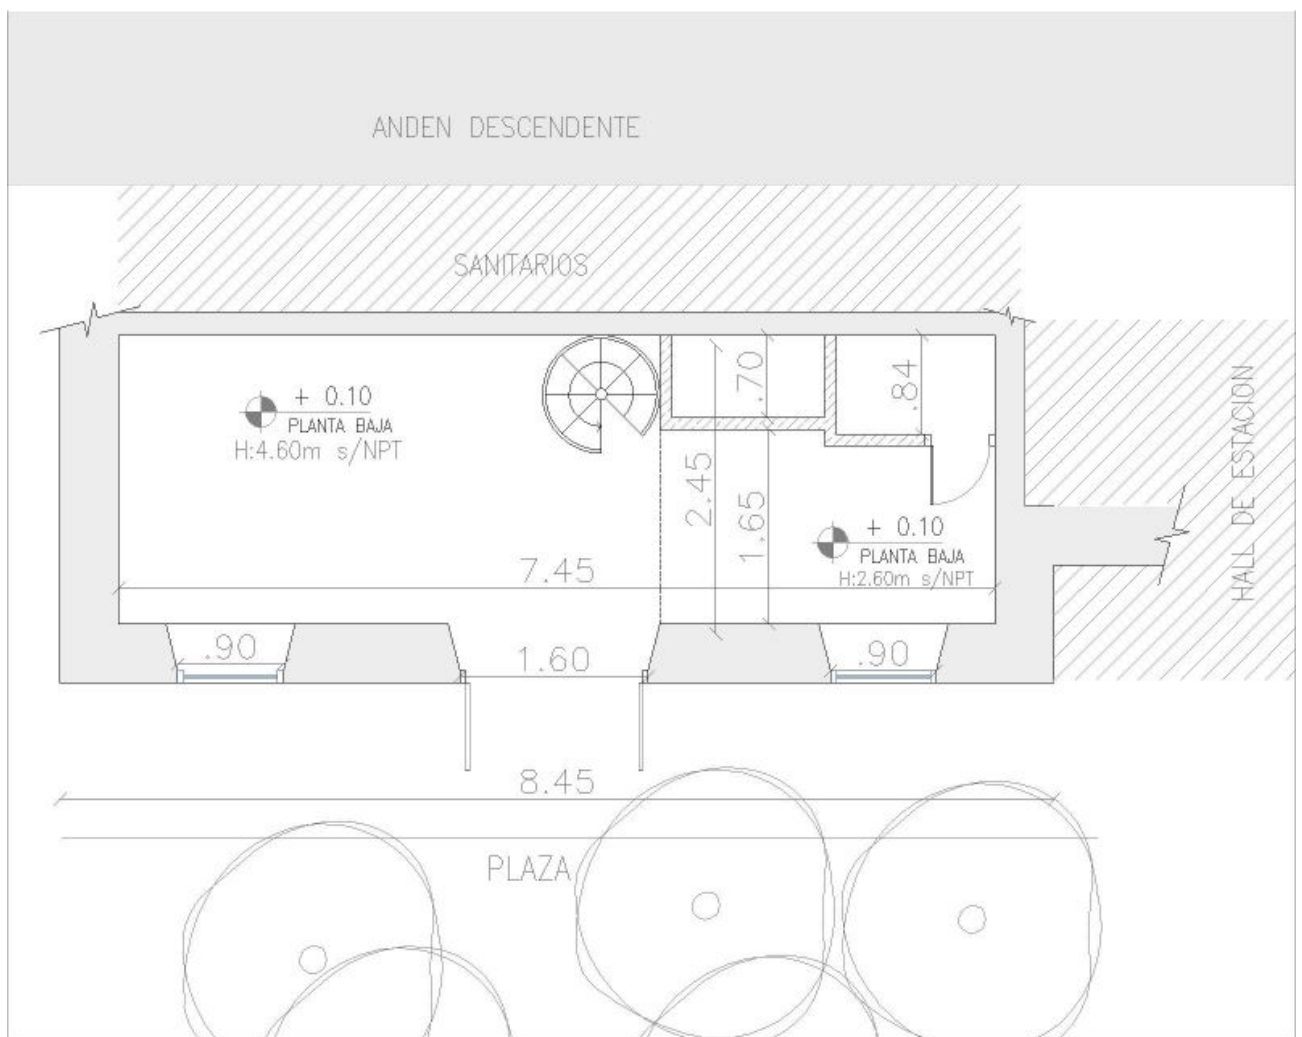 ANDEN DESCENDENTE
SANITARIOS
+ 0.10
PLANTA BAJA
H:4.60m s/NPT
.70
.84
2.45
1.65
HALL DE ESTACION
+ 0.10
PLANTA BAJA
H:2.60m s/NPT
7.45
.90
1.60
.90
8.45
PLAZA